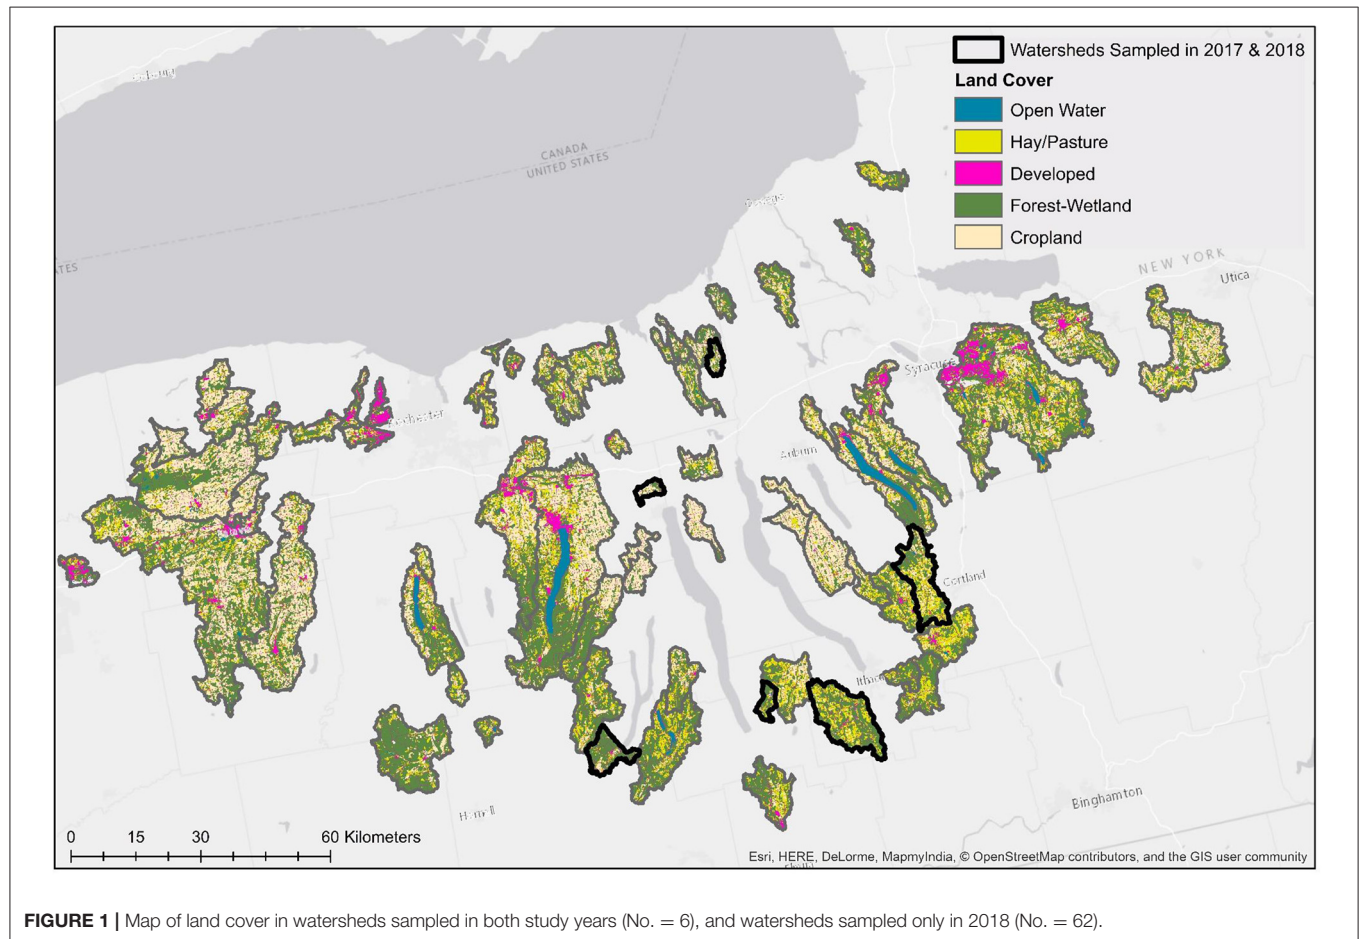 Watersheds Sampled in 2017 & 2018
Land Cover
Open Water
Hay/Pasture
Developed
Forest-Wetland
Cropland
CANADA
UNITED STATES
NEW YORK
Utica
Syracuse
Auburn
Cortland
Binghamton
0 15 30 60 Kilometers
Esri, HERE, DeLorme, MapmyIndia, © OpenStreetMap contributors, and the GIS user community
FIGURE 1 | Map of land cover in watersheds sampled in both study years (No. = 6), and watersheds sampled only in 2018 (No. = 62).